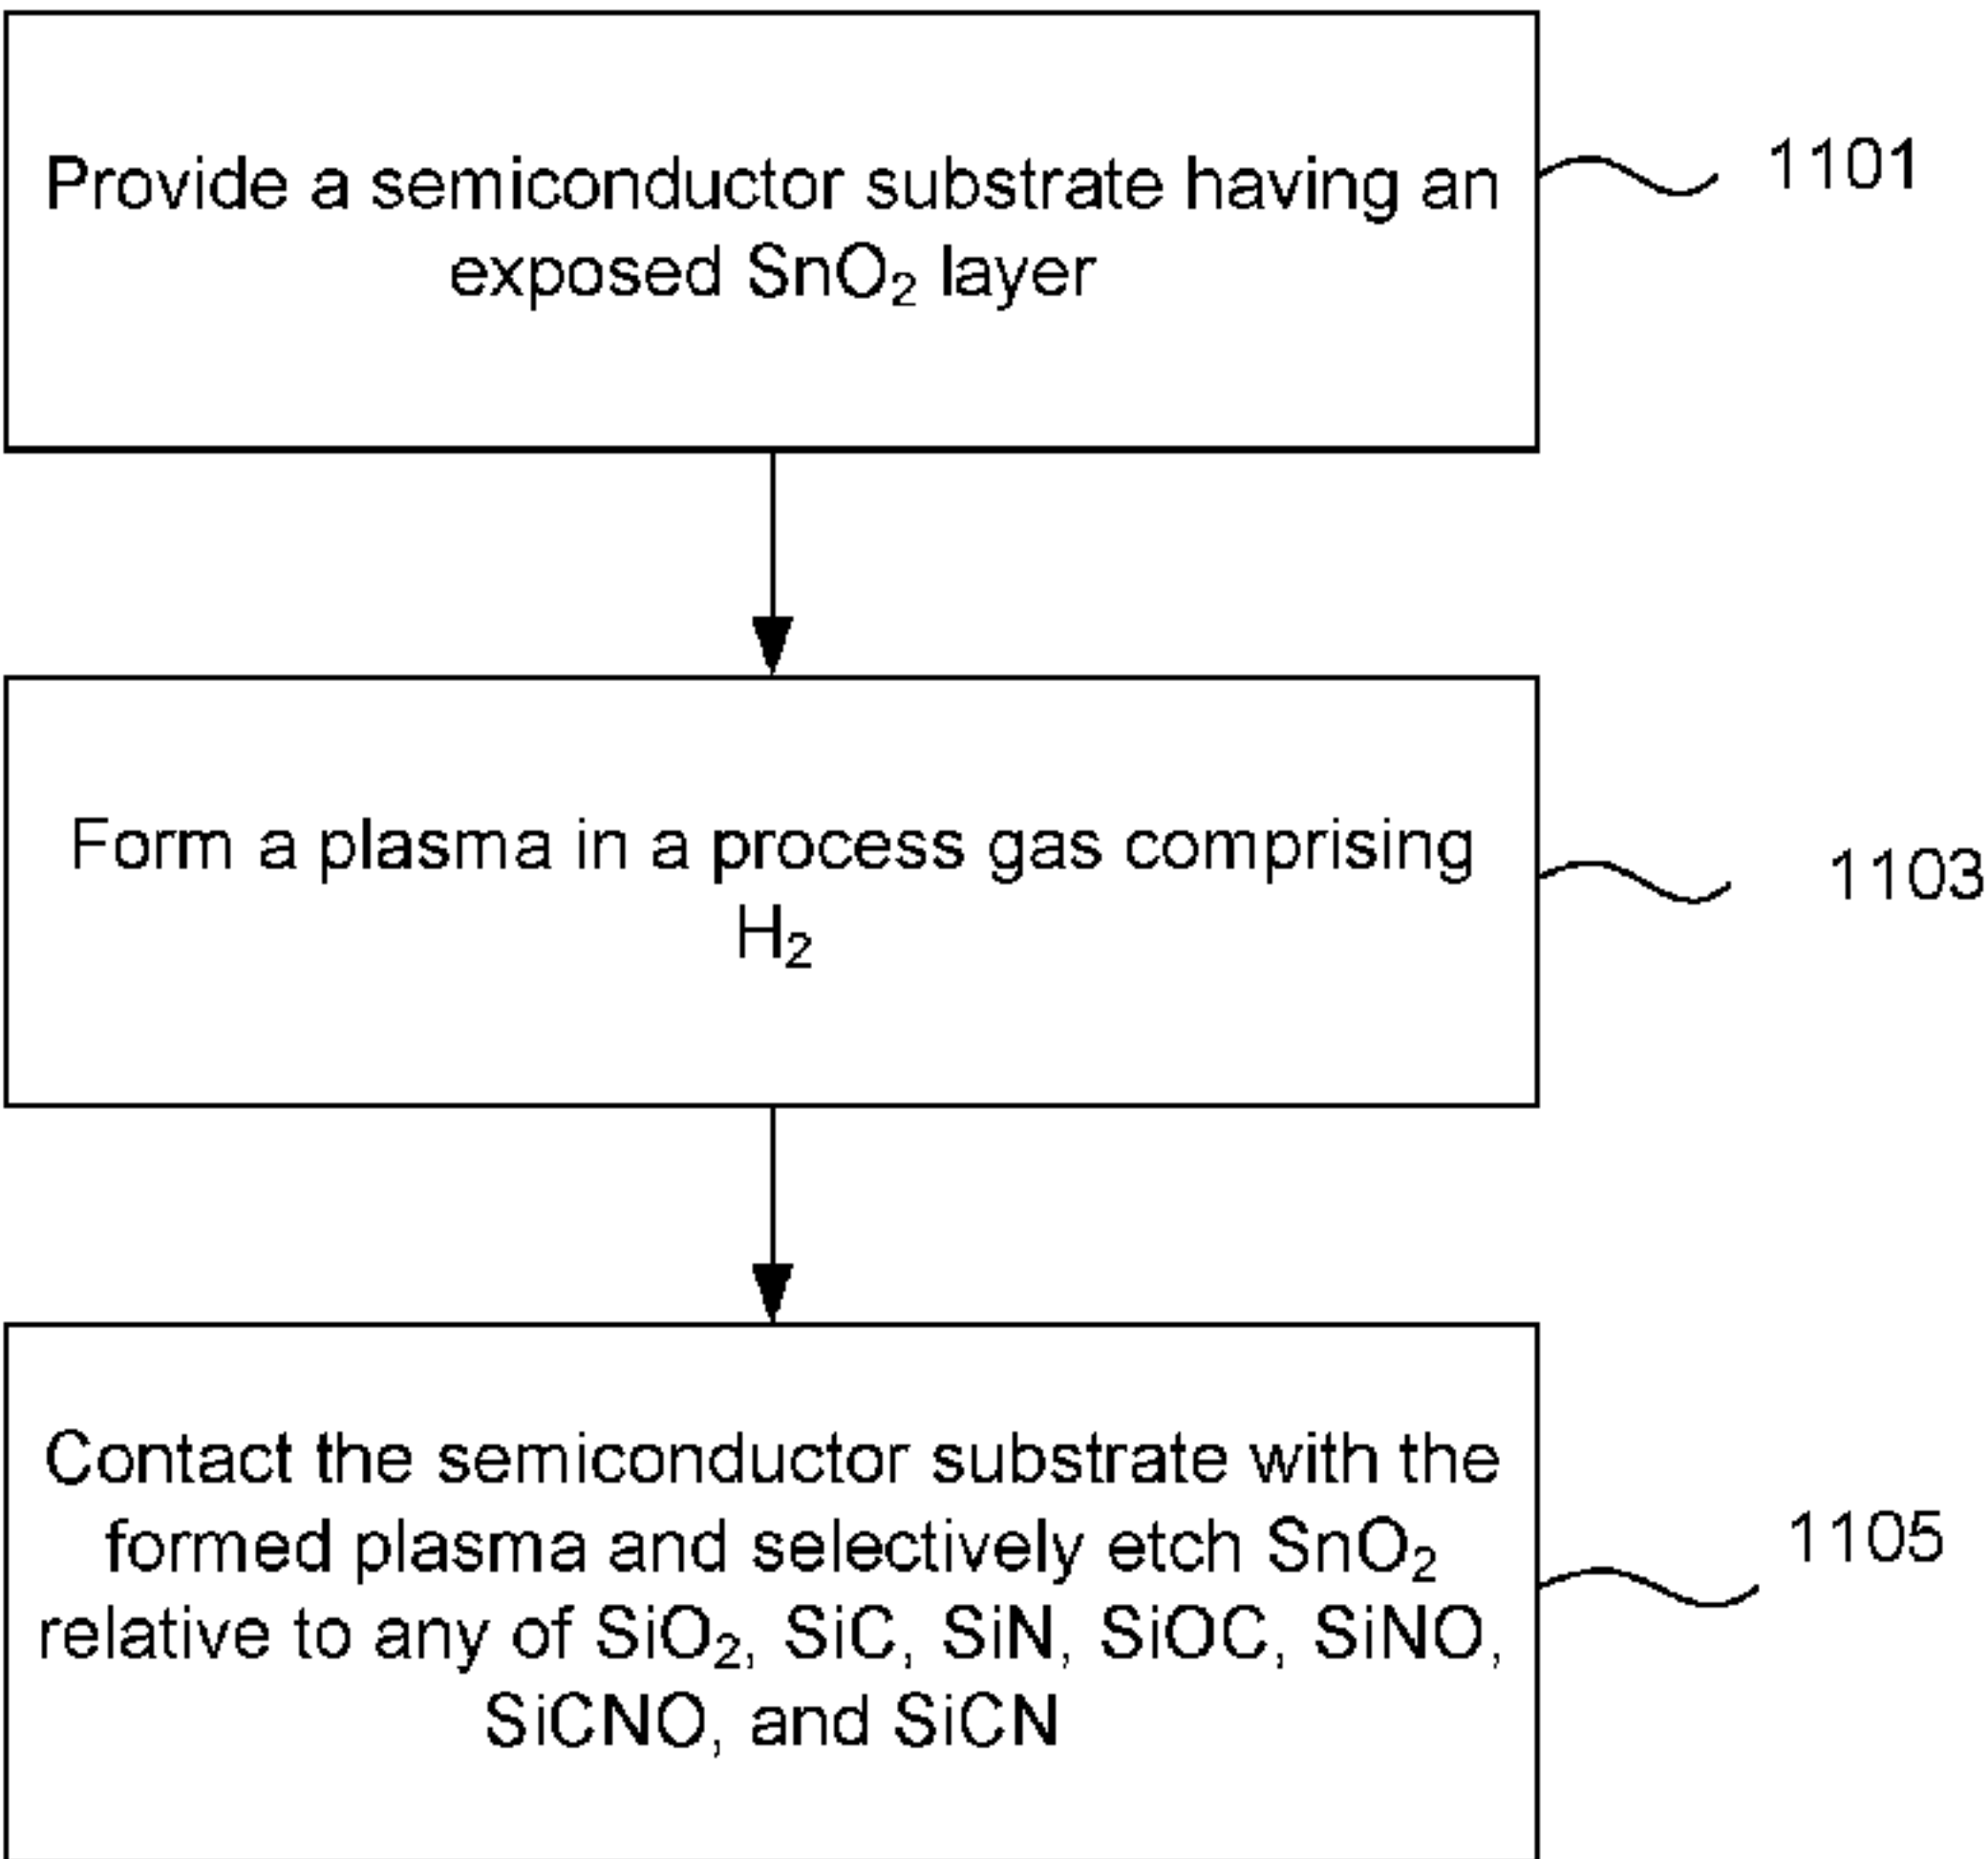 Provide a semiconductor substrate having an
exposed SnO₂ layer
1101
Form a plasma in a process gas comprising
H₂
1103
Contact the semiconductor substrate with the
formed plasma and selectively etch SnO₂
relative to any of SiO₂, SiC, SiN, SiOC, SiNO,
SiCNO, and SiCN
1105